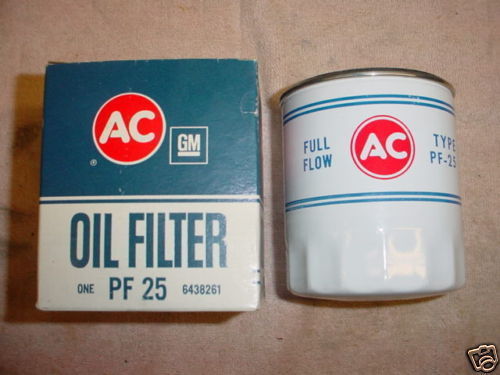 AC
®
GM
OIL FILTER
ONE PF 25 6438261
FULL
FLOW
AC
TYPE
PF-25